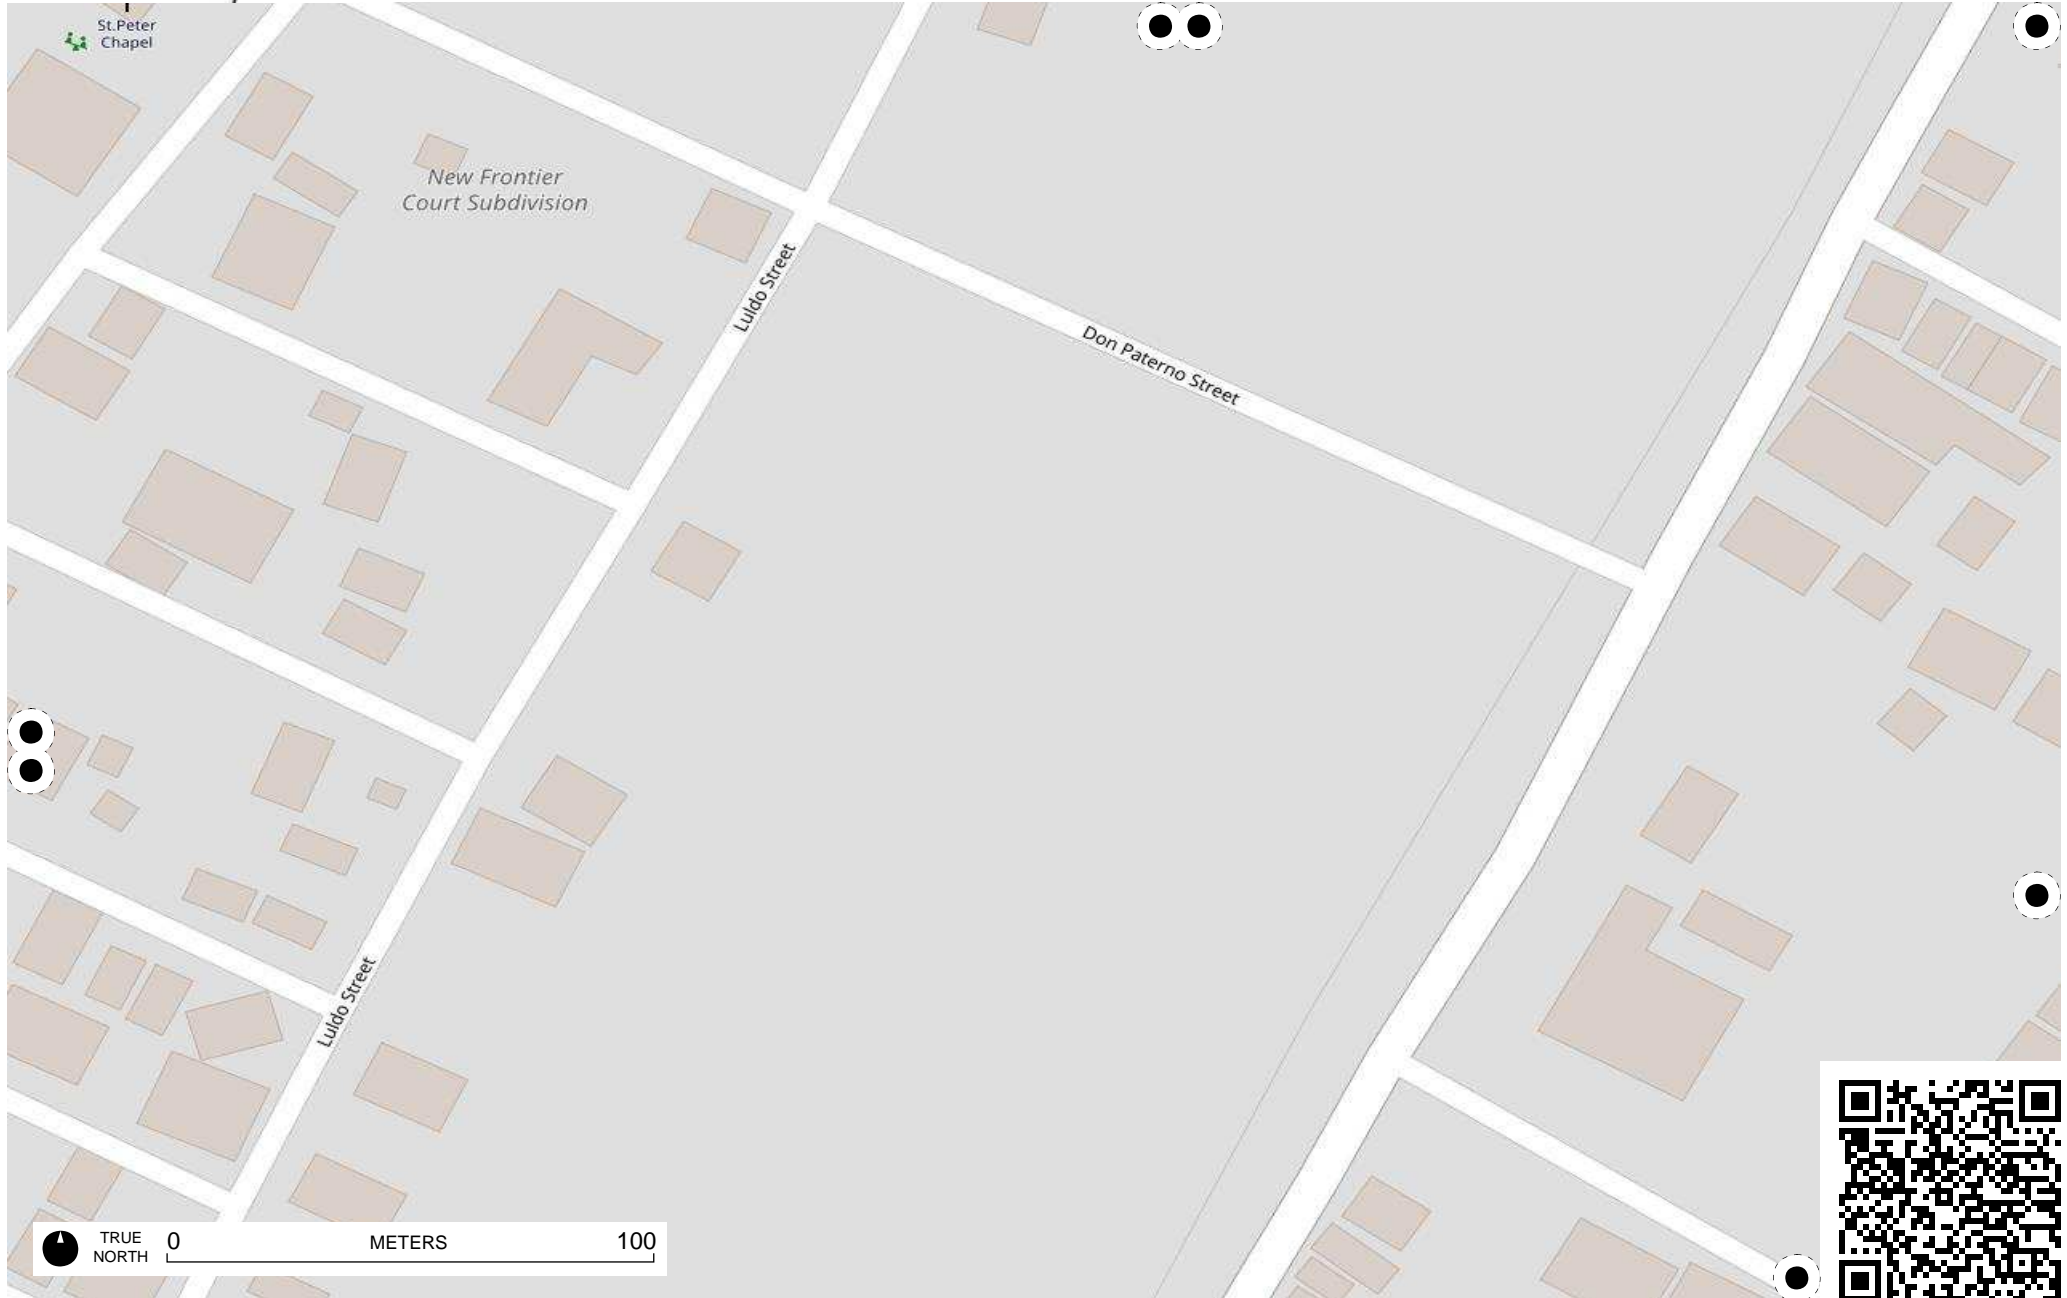 St.Peter
Chapel
New Frontier
Court Subdivision
Luldo Street
Don Paterno Street
Luldo Street
TRUE
NORTH
0
METERS
100